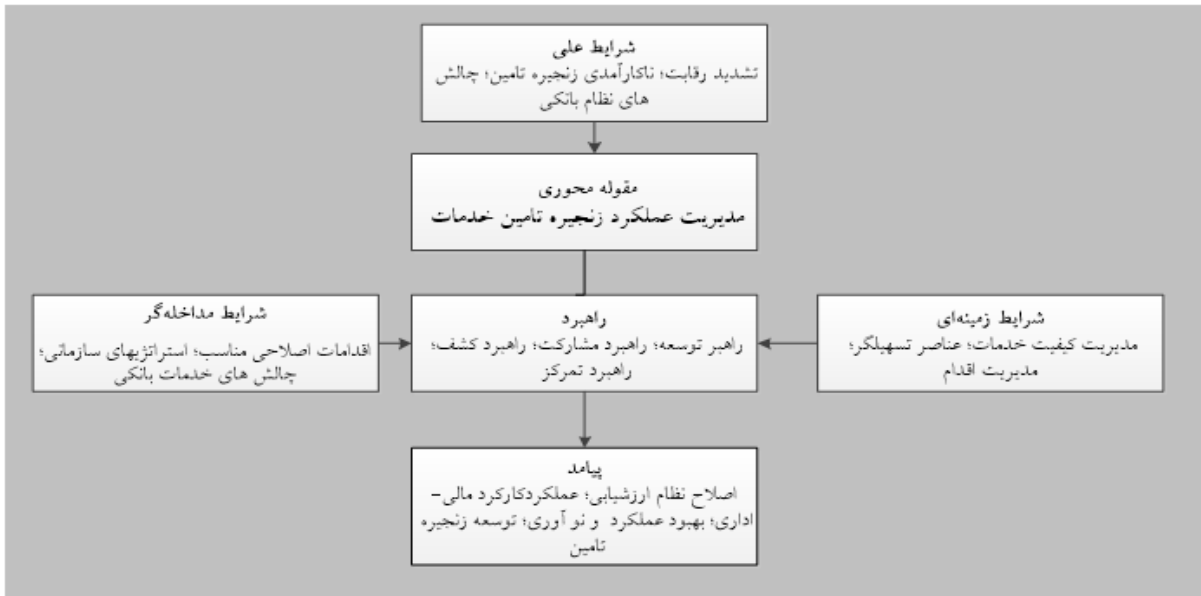 شرایط علی
تشدید رقابت؛ ناکارآمدی زنجیره تامین؛ چالش
های نظام بانکی
مقوله محوری
مدیریت عملکرد زنجیره تامین خدمات
شرایط مداخله‌گر
اقدامات اصلاحی مناسب؛ استراتژیهای سازمانی؛
چالش های خدمات بانکی
راهبرد
راهبر توسعه؛ راهبرد مشارکت؛ راهبرد کشف؛
راهبرد تمرکز
شرایط زمینه‌ای
مدیریت کیفیت خدمات؛ عناصر تسهیلگر؛
مدیریت اقدام
پیامد
اصلاح نظام ارزشیابی؛ عملکردکارکرد مالی-
اداری؛ بهبود عملکرد و نو آوری؛ توسعه زنجیره
تامین